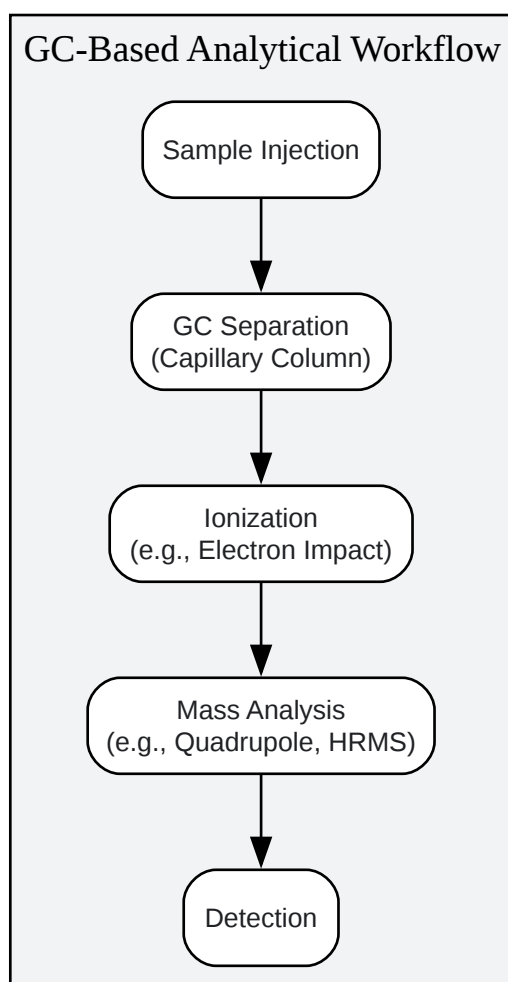 GC-Based Analytical Workflow
Sample Injection
GC Separation
(Capillary Column)
Ionization
(e.g., Electron Impact)
Mass Analysis
(e.g., Quadrupole, HRMS)
Detection